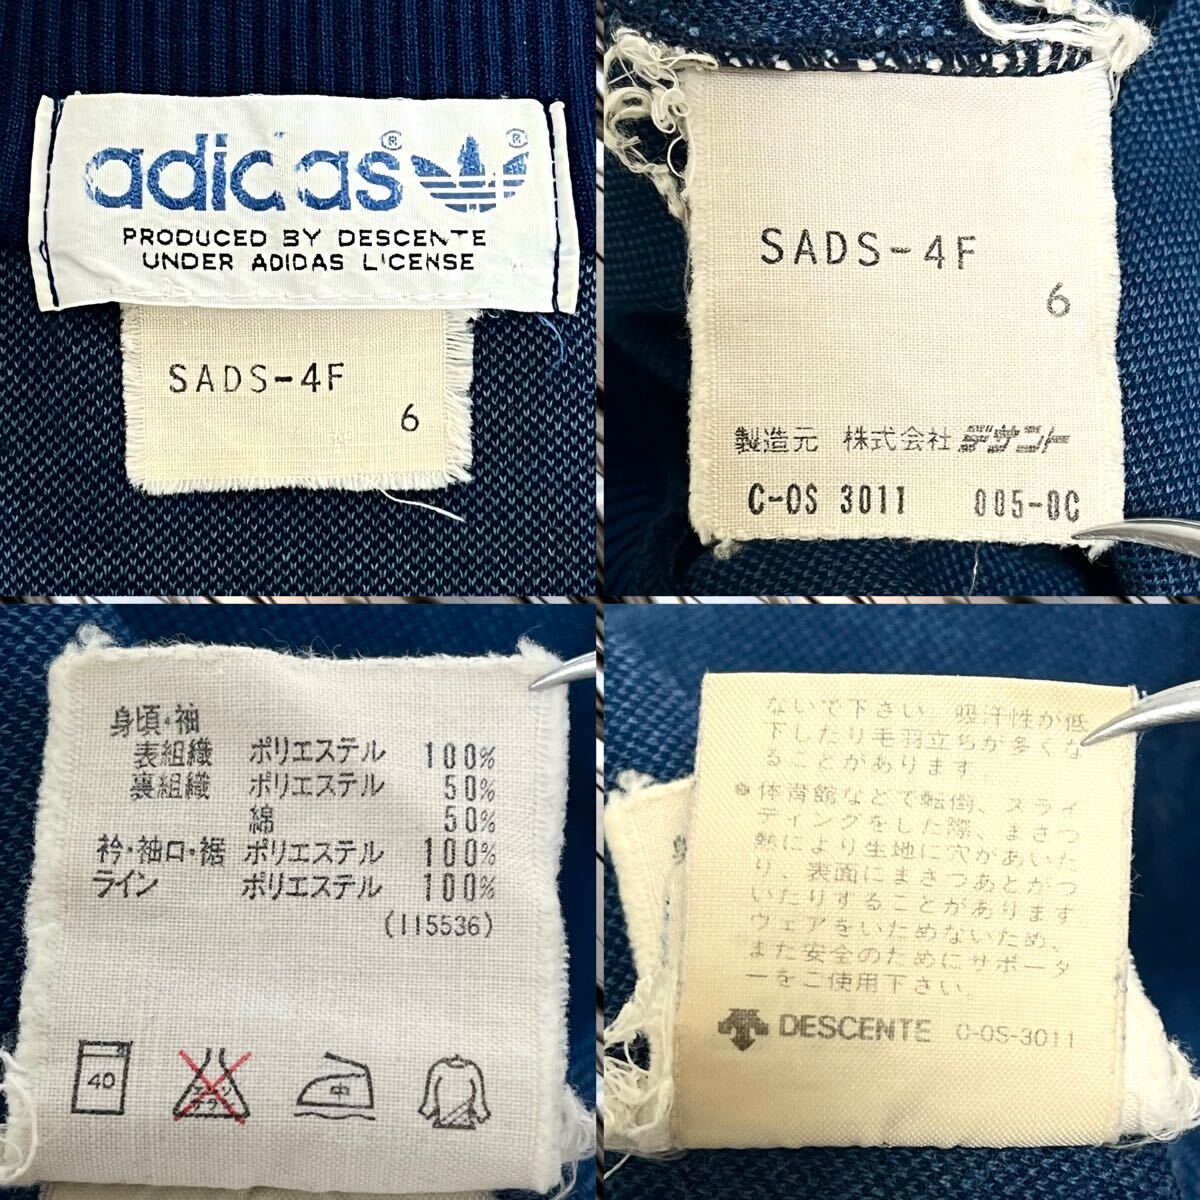 adidas® ®
PRODUCED BY DESCENTE
UNDER ADIDAS LICENSE
SADS-4F
6
SADS-4F
6
製造元 株式会社 デサント
C-OS 3011 005-0C
身頃・袖
表組織 ポリエステル 100%
裏組織 ポリエステル 50%
綿 50%
衿・袖口・裾 ポリエステル 100%
ライン ポリエステル 100%
(115536)
40
エンソ
サラシ
中
ないで下さい 吸汗性が低
下したり毛羽立ちが多くな
ることがあります
●体育館などで転倒、スライ
ディングをした際、まさつ
熱により生地に穴があいた
り、表面にまさつあとがつ
いたりすることがあります
ウェアをいためないため、
また安全のためにサポータ
ーをご使用下さい。
DESCENTE C-OS-3011